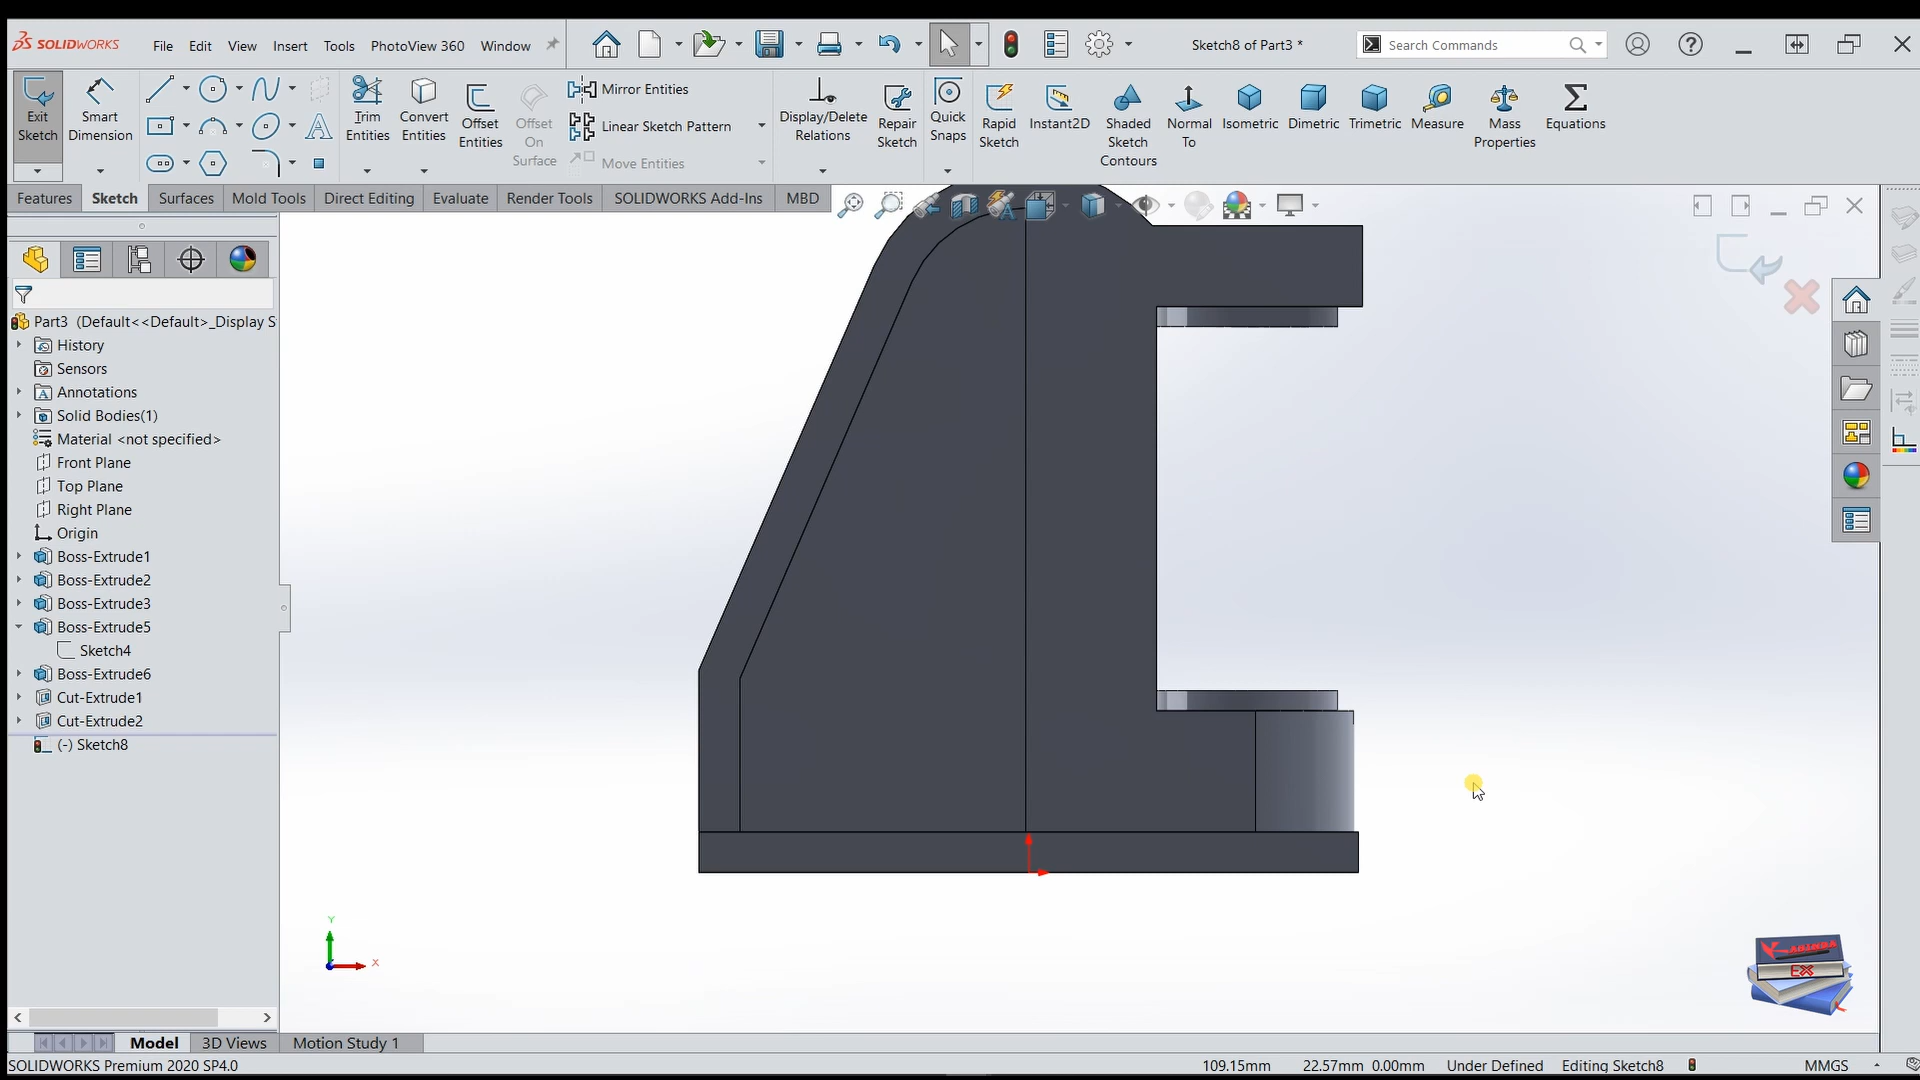 SOLIDWORKS File Edit View Insert Tools PhotoView 360 Window Sketch8 of Part3 * Search Commands
Exit Sketch
Smart Dimension
Trim Entities
Convert Entities
Offset Entities
Offset On Surface
Mirror Entities
Linear Sketch Pattern
Move Entities
Display/Delete Relations
Repair Sketch
Quick Snaps
Rapid Sketch
Instant2D
Shaded Sketch Contours
Normal To
Isometric
Dimetric
Trimetric
Measure
Mass Properties
Equations
Features Sketch Surfaces Mold Tools Direct Editing Evaluate Render Tools SOLIDWORKS Add-Ins MBD
Part3 (Default<<Default>_Display S
History
Sensors
Annotations
Solid Bodies(1)
Material <not specified>
Front Plane
Top Plane
Right Plane
Origin
Boss-Extrude1
Boss-Extrude2
Boss-Extrude3
Boss-Extrude5
Sketch4
Boss-Extrude6
Cut-Extrude1
Cut-Extrude2
(-) Sketch8
Y
X
EX
Model 3D Views Motion Study 1
SOLIDWORKS Premium 2020 SP4.0 109.15mm 22.57mm 0.00mm Under Defined Editing Sketch8 MMGS